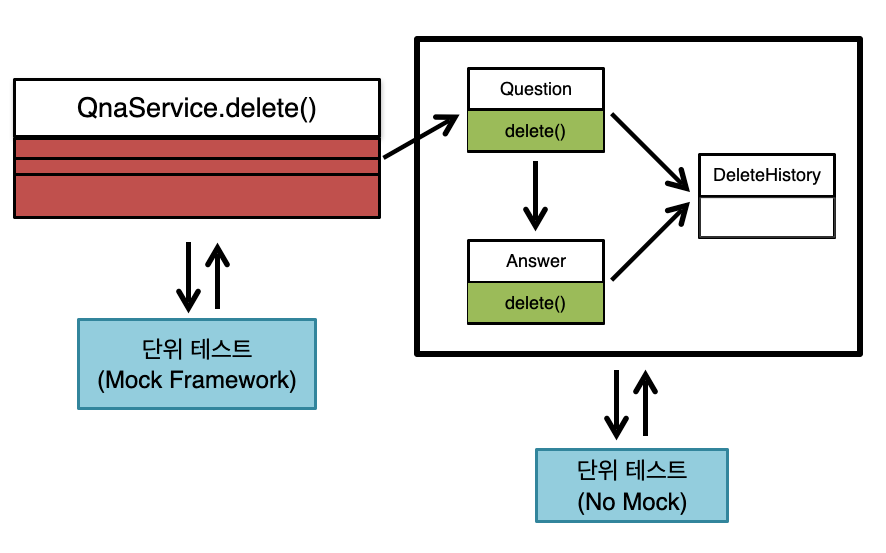 QnaService.delete()
Question
delete()
DeleteHistory
Answer
delete()
단위 테스트
(Mock Framework)
단위 테스트
(No Mock)